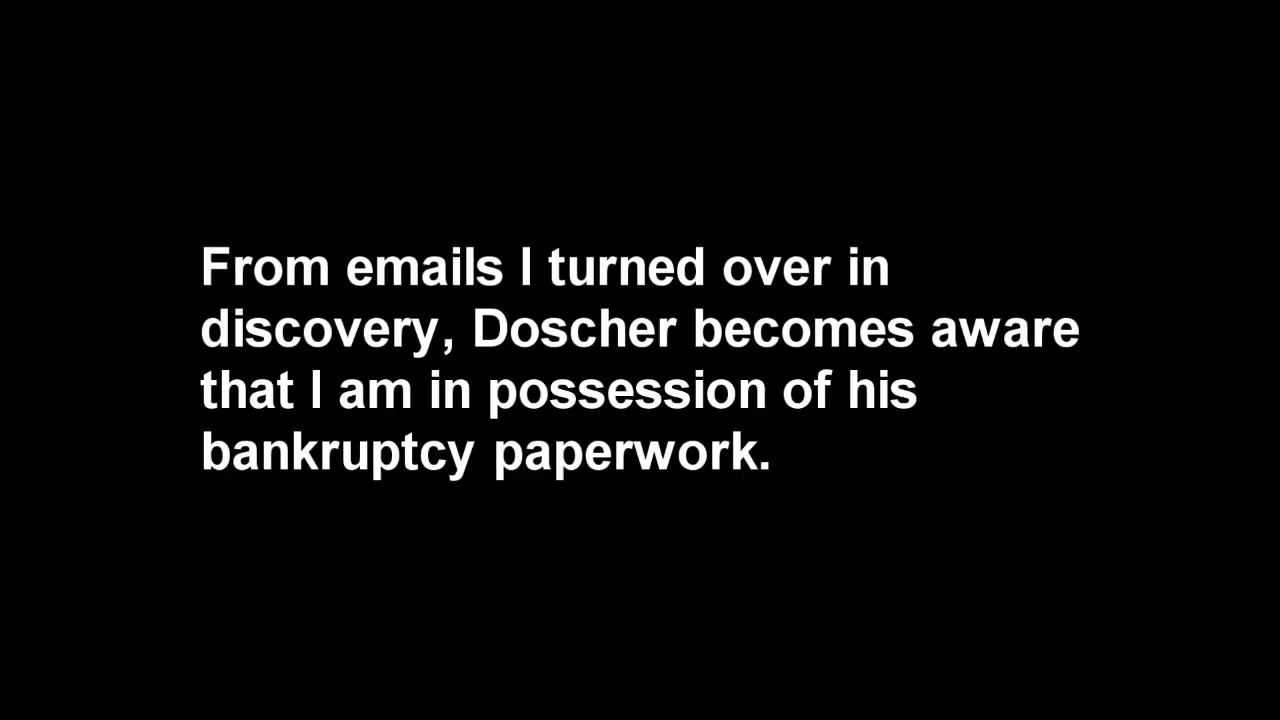 From emails I turned over in
discovery, Doscher becomes aware
that I am in possession of his
bankruptcy paperwork.